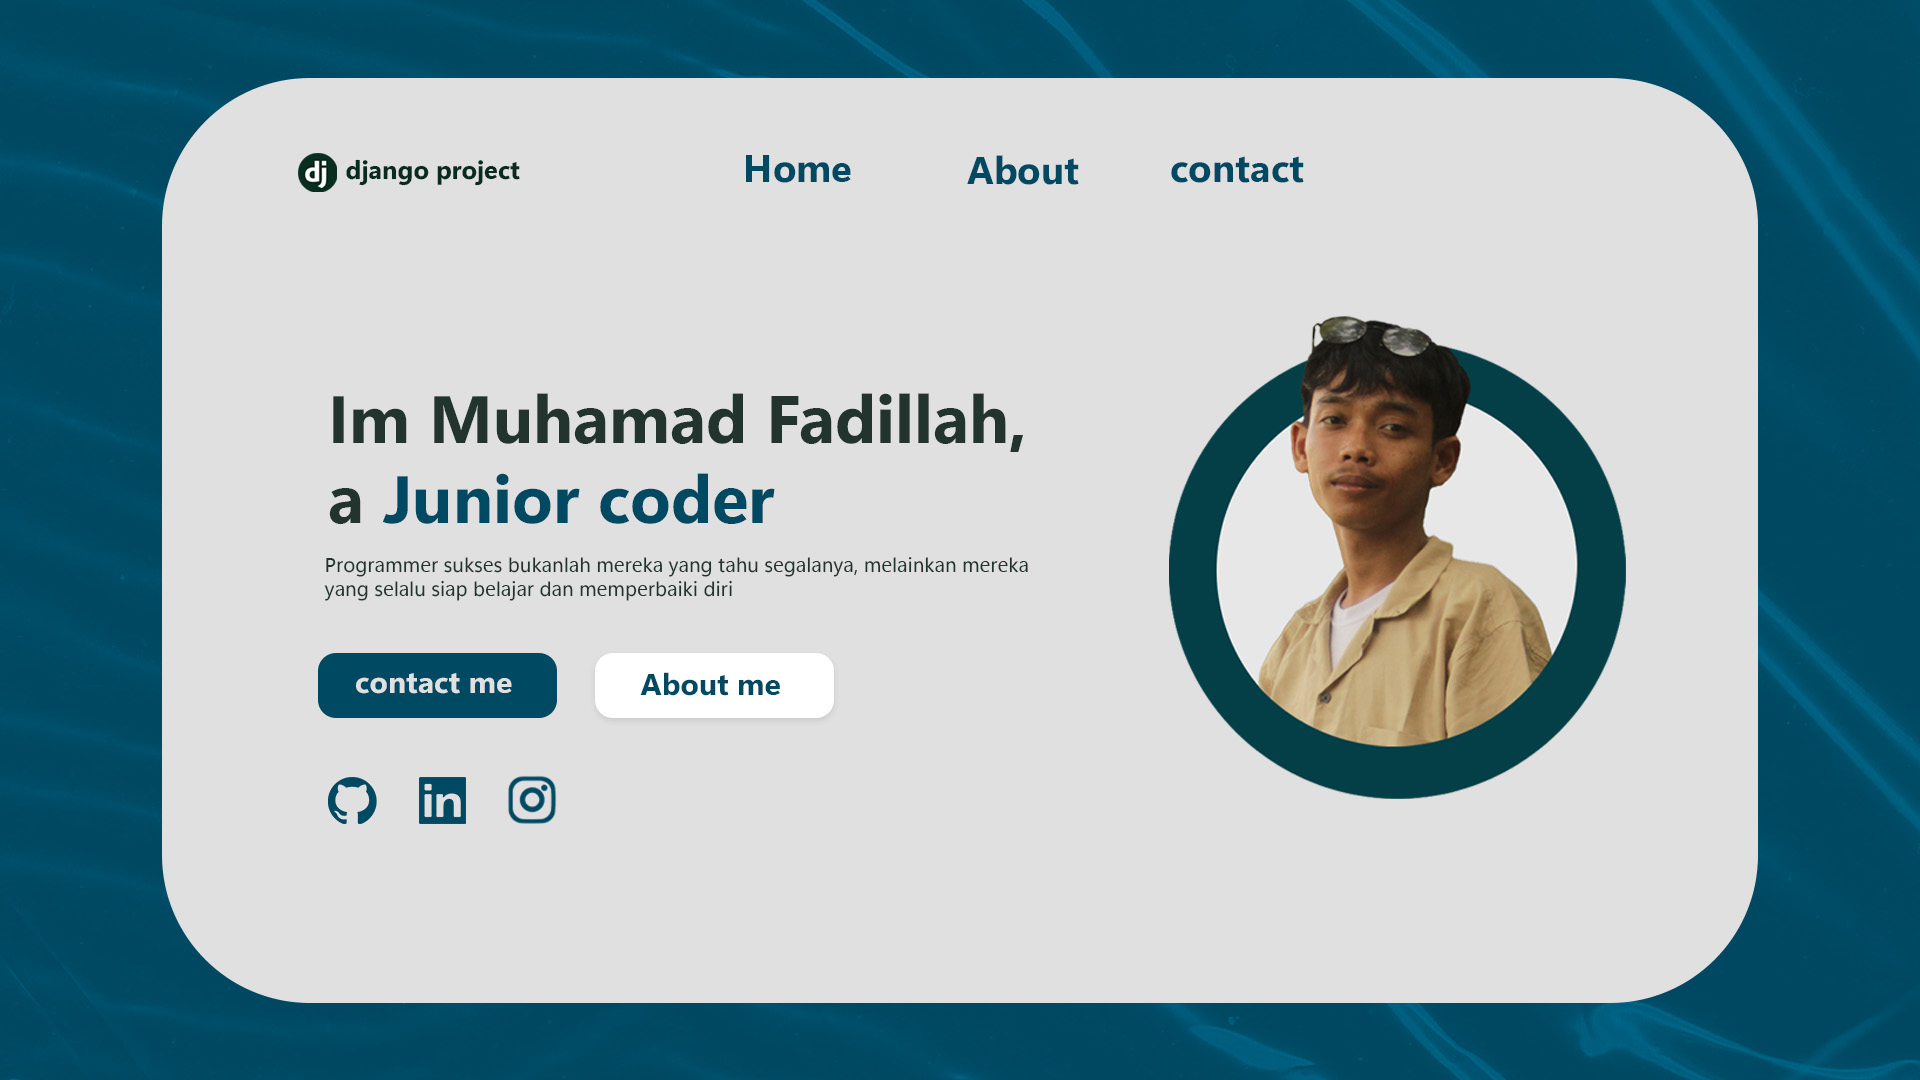 dj django project
Home
About
contact
Im Muhamad Fadillah,
a Junior coder
Programmer sukses bukanlah mereka yang tahu segalanya, melainkan mereka
yang selalu siap belajar dan memperbaiki diri
contact me
About me
in